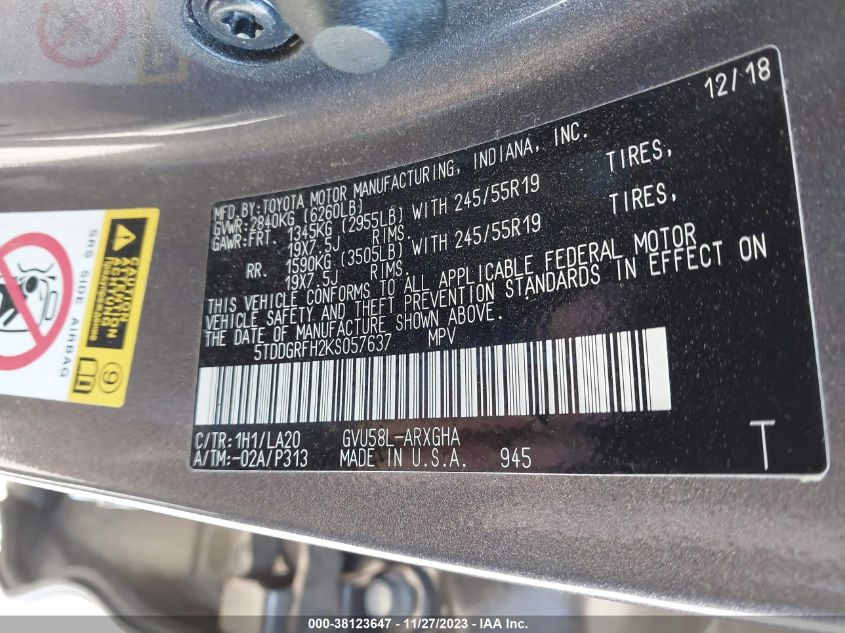 12/18
MFD.BY:TOYOTA MOTOR MANUFACTURING, INDIANA, INC.
GVWR:2840KG (6260LB)
GAWR:FRT. 1345KG (2955LB) WITH 245/55R19 TIRES,
19X7.5J RIMS.
RR. 1590KG (3505LB) WITH 245/55R19 TIRES,
19X7.5J RIMS.
THIS VEHICLE CONFORMS TO ALL APPLICABLE FEDERAL MOTOR
VEHICLE SAFETY AND THEFT PREVENTION STANDARDS IN EFFECT ON
THE DATE OF MANUFACTURE SHOWN ABOVE.
5TDDGRFH2KS057637 MPV
C/TR:1H1/LA20 GVU58L-ARXGHA
A/TM:-02A/P313 MADE IN U.S.A. 945
T
SRS SIDE AIRBAG
CAUTION
9
000-38123647 - 11/27/2023 - IAA Inc.